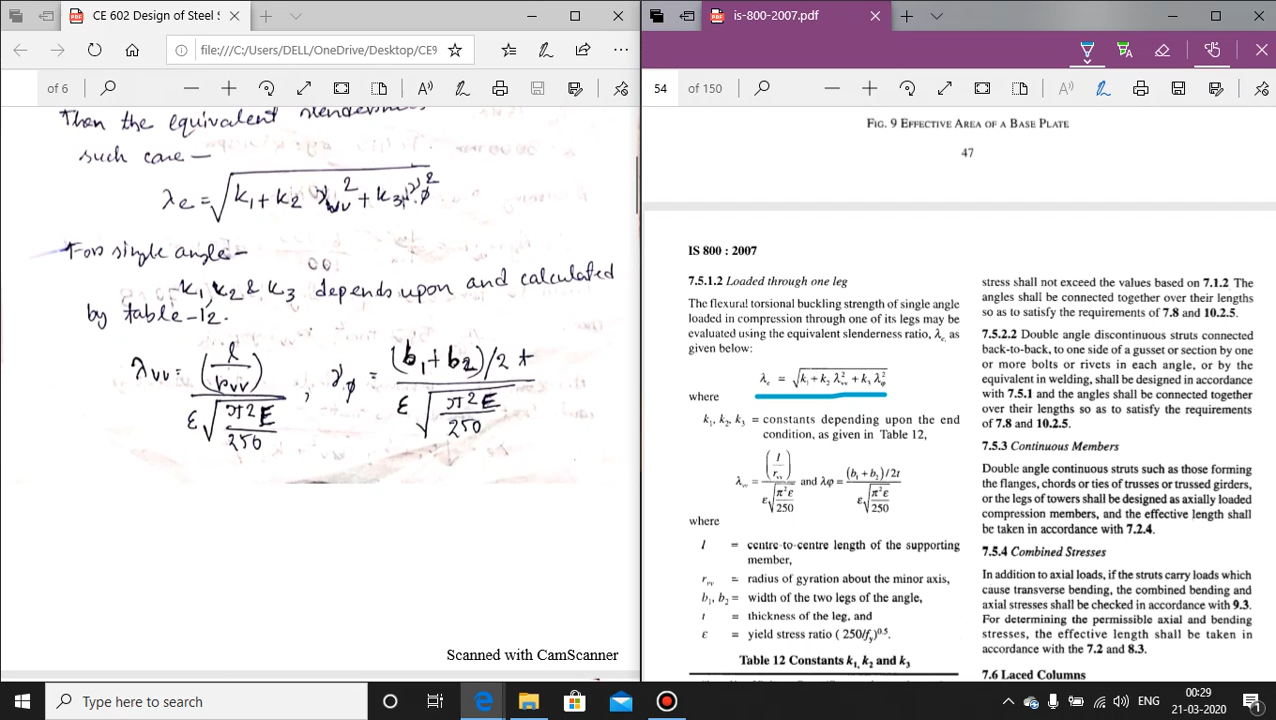 CE 602 Design of Steel S
file:///C:/Users/DELL/OneDrive/Desktop/CE9
of 6
Then the equivalent slenderness
such case —
λe = √k1 + k2 λvv² + k3 λφ²
For single angle –
k1, k2 & k3 depends upon and calculated
by table-12.
λvv = (l/rvv) / ε√(π²E/250) , λφ = (b1 + b2)/2t / ε√(π²E/250)
Scanned with CamScanner
is-800-2007.pdf
54 of 150
FIG. 9 EFFECTIVE AREA OF A BASE PLATE
47
IS 800 : 2007
7.5.1.2 Loaded through one leg
The flexural torsional buckling strength of single angle
loaded in compression through one of its legs may be
evaluated using the equivalent slenderness ratio, λe as
given below:
λe = √k1 + k2 λ²vv + k3 λ²φ
where
k1, k2, k3 = constants depending upon the end
condition, as given in Table 12,
λvv = (l/rvv) / ε√(π²ε/250) and λφ = (b1 + b2)/2t / ε√(π²ε/250)
where
l = centre-to-centre length of the supporting
member,
rvv = radius of gyration about the minor axis,
b1, b2 = width of the two legs of the angle,
t = thickness of the leg, and
ε = yield stress ratio ( 250/fy)^0.5.
Table 12 Constants k1, k2 and k3
stress shall not exceed the values based on 7.1.2 The
angles shall be connected together over their lengths
so as to satisfy the requirements of 7.8 and 10.2.5.
7.5.2.2 Double angle discontinuous struts connected
back-to-back, to one side of a gusset or section by one
or more bolts or rivets in each angle, or by the
equivalent in welding, shall be designed in accordance
with 7.5.1 and the angles shall be connected together
over their lengths so as to satisfy the requirements
of 7.8 and 10.2.5.
7.5.3 Continuous Members
Double angle continuous struts such as those forming
the flanges, chords or ties of trusses or trussed girders,
or the legs of towers shall be designed as axially loaded
compression members, and the effective length shall
be taken in accordance with 7.2.4.
7.5.4 Combined Stresses
In addition to axial loads, if the struts carry loads which
cause transverse bending, the combined bending and
axial stresses shall be checked in accordance with 9.3.
For determining the permissible axial and bending
stresses, the effective length shall be taken in
accordance with the 7.2 and 8.3.
7.6 Laced Columns
Type here to search
ENG
00:29
21-03-2020